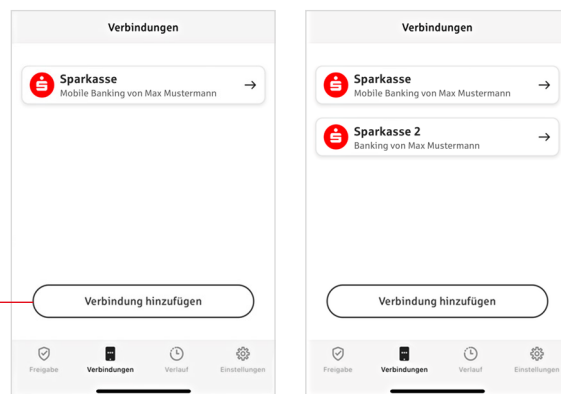 Verbindungen
Sparkasse
Mobile Banking von Max Mustermann
Verbindung hinzufügen
Freigabe
Verbindungen
Verlauf
Einstellungen
Verbindungen
Sparkasse
Mobile Banking von Max Mustermann
Sparkasse 2
Banking von Max Mustermann
Verbindung hinzufügen
Freigabe
Verbindungen
Verlauf
Einstellungen